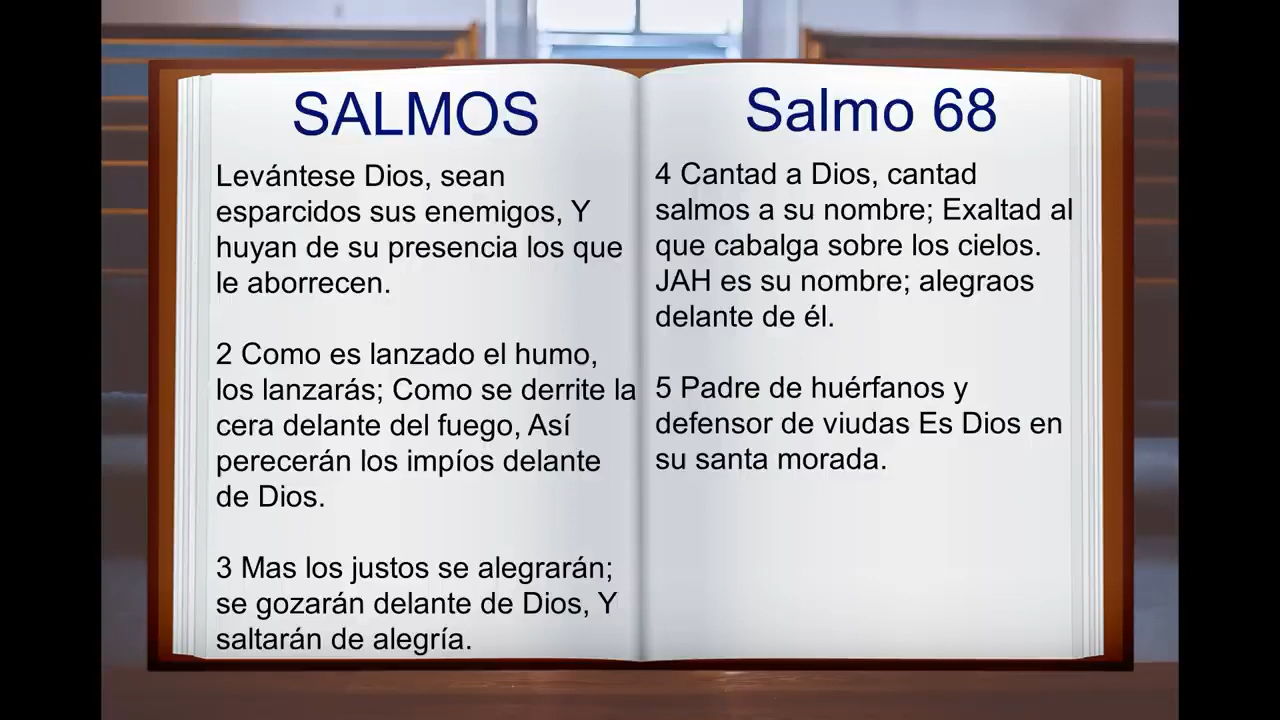 SALMOS
Levántese Dios, sean
esparcidos sus enemigos, Y
huyan de su presencia los que
le aborrecen.
2 Como es lanzado el humo,
los lanzarás; Como se derrite la
cera delante del fuego, Así
perecerán los impíos delante
de Dios.
3 Mas los justos se alegrarán;
se gozarán delante de Dios, Y
saltarán de alegría.
Salmo 68
4 Cantad a Dios, cantad
salmos a su nombre; Exaltad al
que cabalga sobre los cielos.
JAH es su nombre; alegraos
delante de él.
5 Padre de huérfanos y
defensor de viudas Es Dios en
su santa morada.